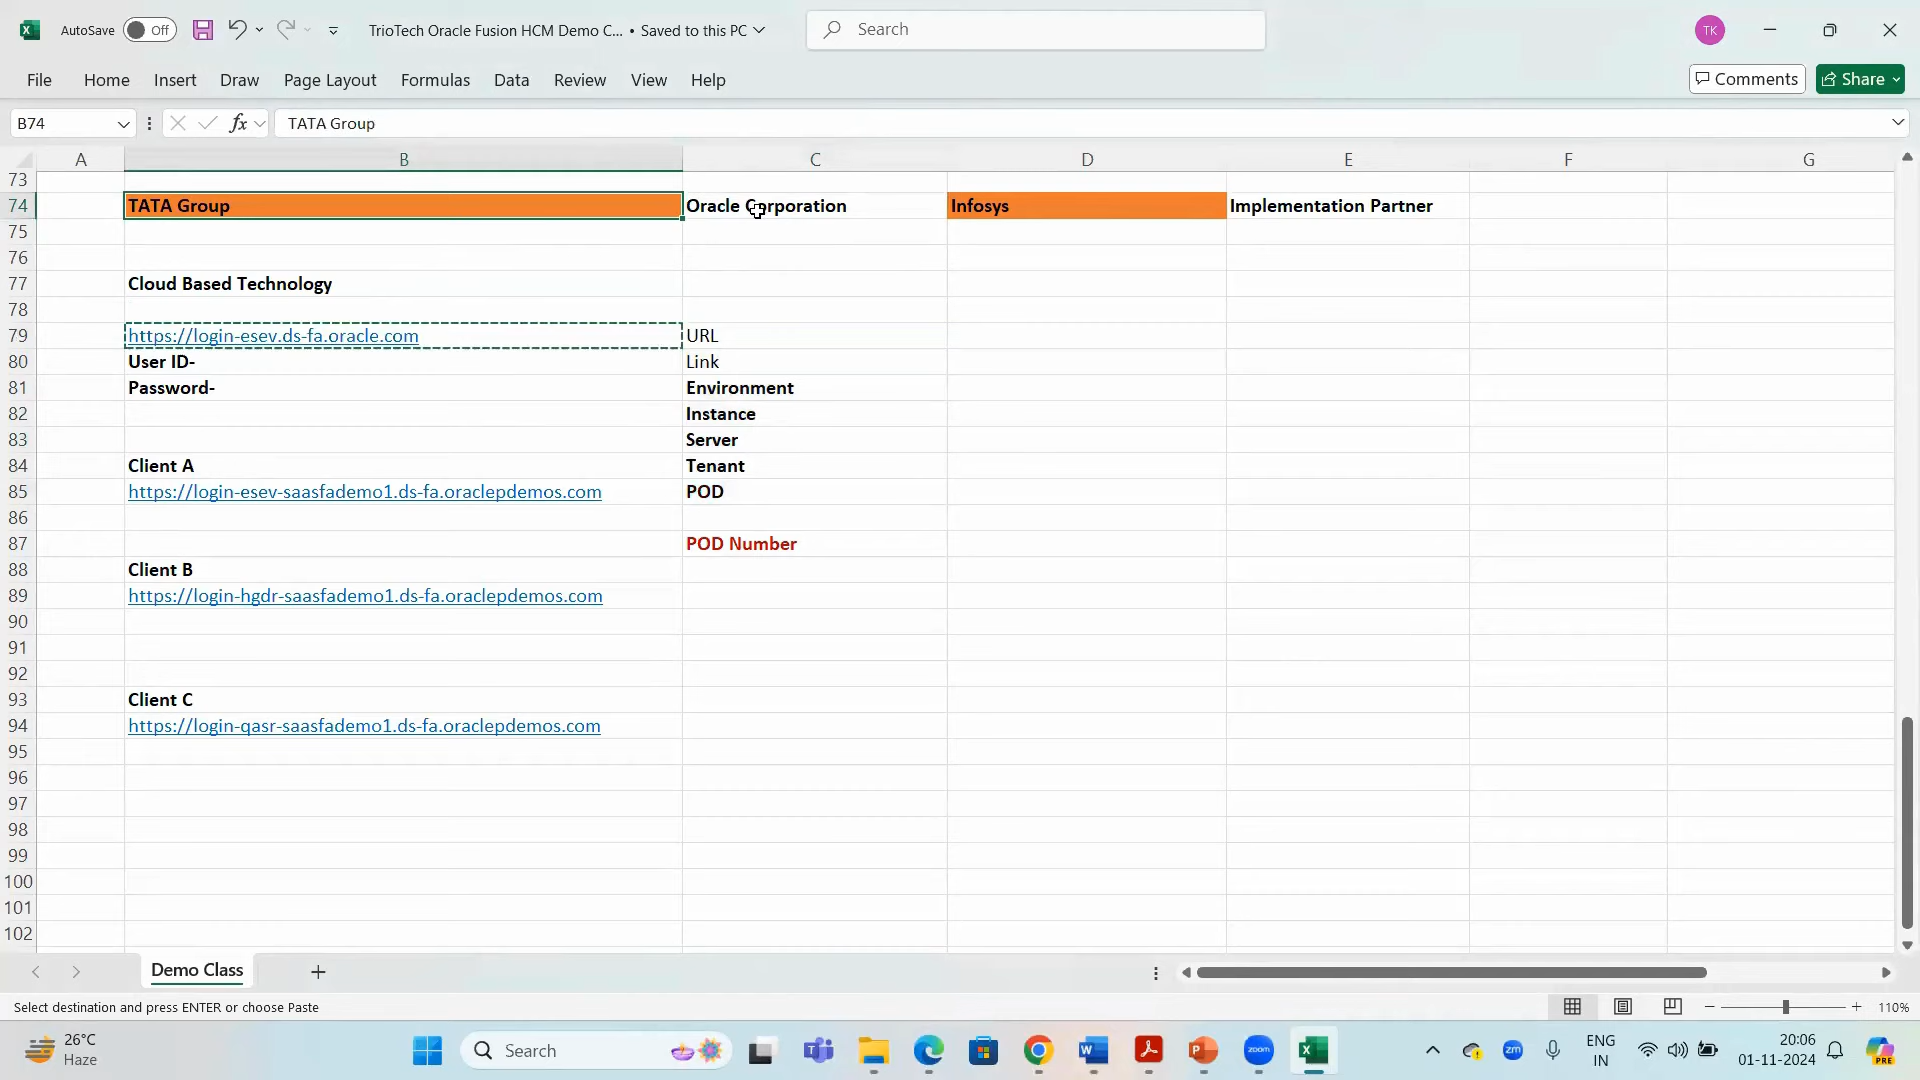 AutoSave Off TrioTech Oracle Fusion HCM Demo C... • Saved to this PC Search TK
File Home Insert Draw Page Layout Formulas Data Review View Help Comments Share
B74 fx TATA Group
A B C D E F G
73
74 TATA Group Oracle Corporation Infosys Implementation Partner
75
76
77 Cloud Based Technology
78
79 https://login-esev.ds-fa.oracle.com URL
80 User ID- Link
81 Password- Environment
82 Instance
83 Server
84 Client A Tenant
85 https://login-esev-saasfademo1.ds-fa.oraclepdemos.com POD
86
87 POD Number
88 Client B
89 https://login-hgdr-saasfademo1.ds-fa.oraclepdemos.com
90
91
92
93 Client C
94 https://login-qasr-saasfademo1.ds-fa.oraclepdemos.com
95
96
97
98
99
100
101
102
Demo Class
Select destination and press ENTER or choose Paste 110%
26°C Search ENG 20:06
Haze IN 01-11-2024
zoom zm PRE